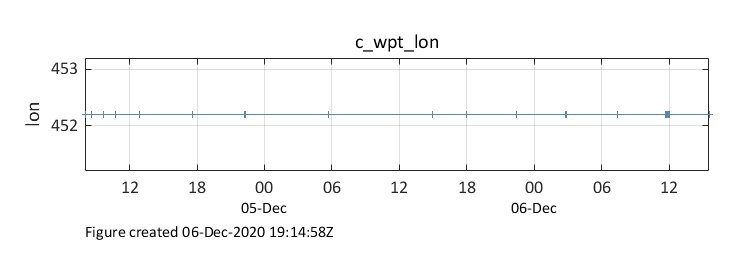 c_wpt_lon
453
452
lon
12 18 00 06 12 18 00 06 12
05-Dec 06-Dec
Figure created 06-Dec-2020 19:14:58Z